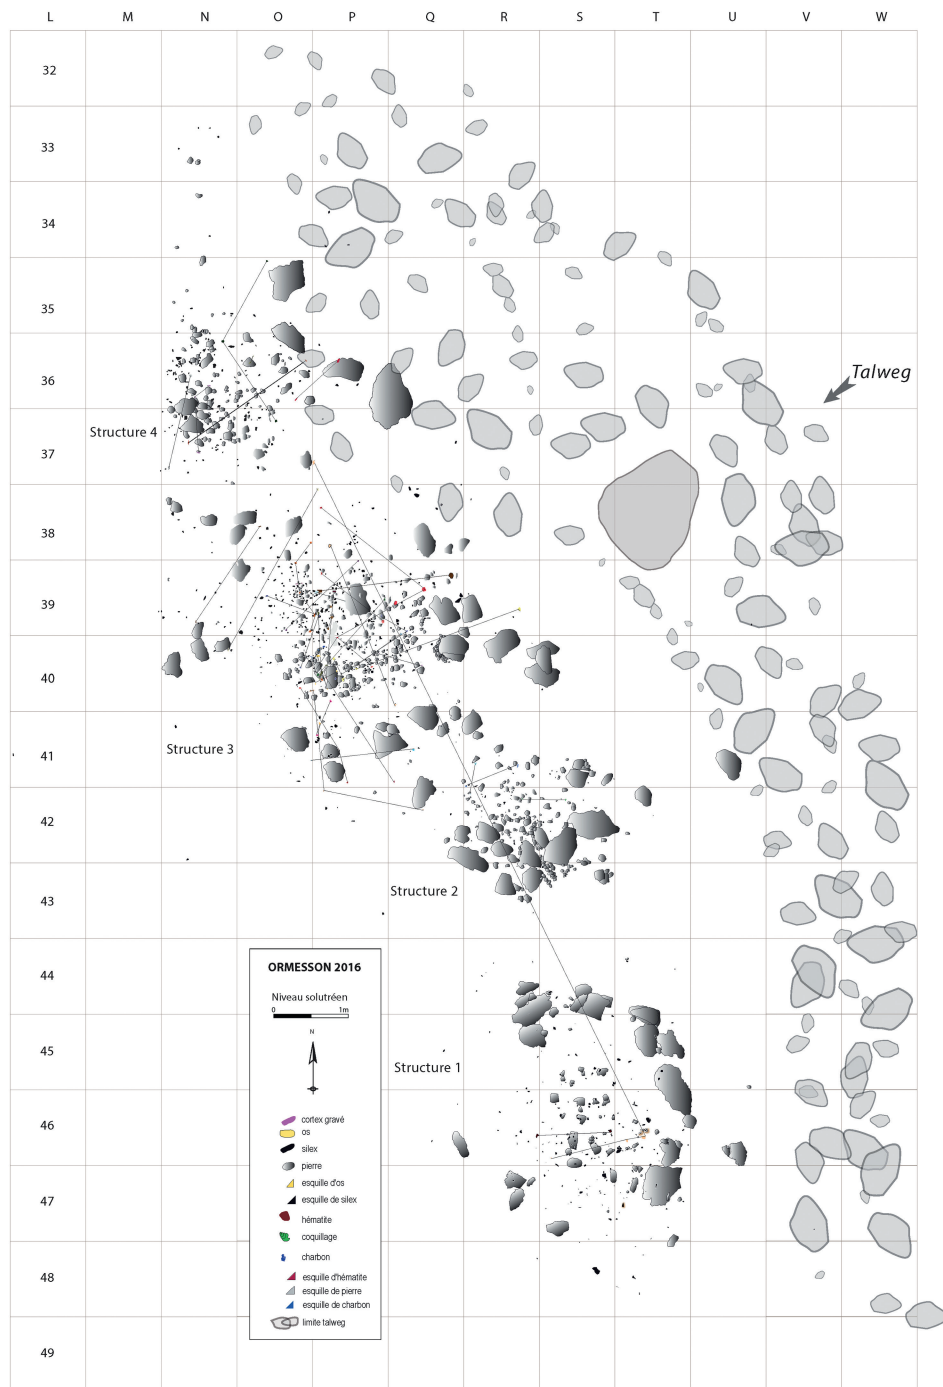 L M N O P Q R S T U V W
32
33
34
35
36
Talweg
Structure 4
37
38
39
40
Structure 3
41
42
Structure 2
43
44
45
Structure 1
46
47
48
49
ORMESSON 2016
Niveau solutréen
0 1m
N
cortex gravé
os
silex
pierre
esquille d'os
esquille de silex
hématite
coquillage
charbon
esquille d'hématite
esquille de pierre
esquille de charbon
limite talweg